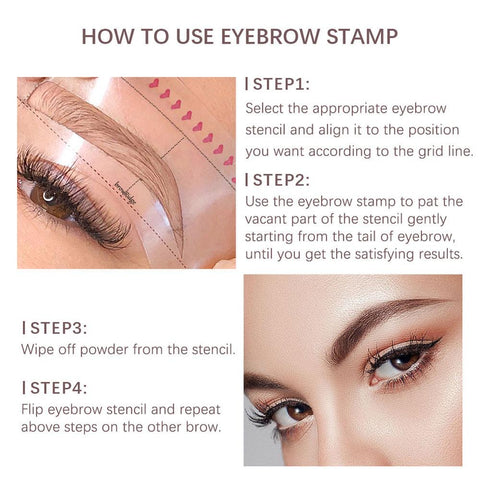 HOW TO USE EYEBROW STAMP
STEP1:
Select the appropriate eyebrow
stencil and align it to the position
you want according to the grid line.
STEP2:
Use the eyebrow stamp to pat the
vacant part of the stencil gently
starting from the tail of eyebrow,
until you get the satisfying results.
STEP3:
Wipe off powder from the stencil.
STEP4:
Flip eyebrow stencil and repeat
above steps on the other brow.